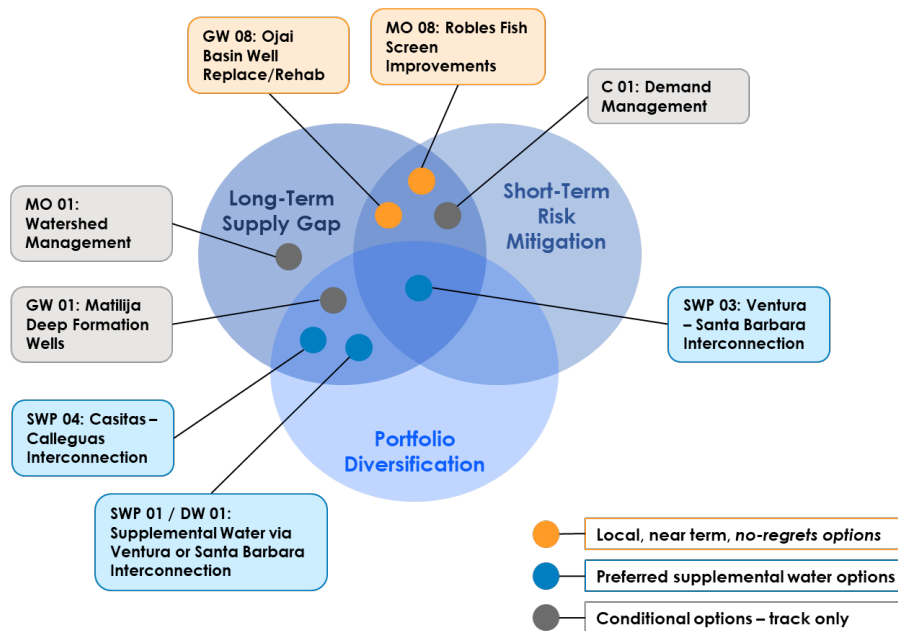 GW 08: Ojai
Basin Well
Replace/Rehab
MO 08: Robles Fish
Screen
Improvements
C 01: Demand
Management
MO 01:
Watershed
Management
Long-Term
Supply Gap
Short-Term
Risk
Mitigation
GW 01: Matilija
Deep Formation
Wells
SWP 03: Ventura
– Santa Barbara
Interconnection
SWP 04: Casitas –
Calleguas
Interconnection
Portfolio
Diversification
SWP 01 / DW 01:
Supplemental Water via
Ventura or Santa Barbara
Interconnection
Local, near term, no-regrets options
Preferred supplemental water options
Conditional options – track only